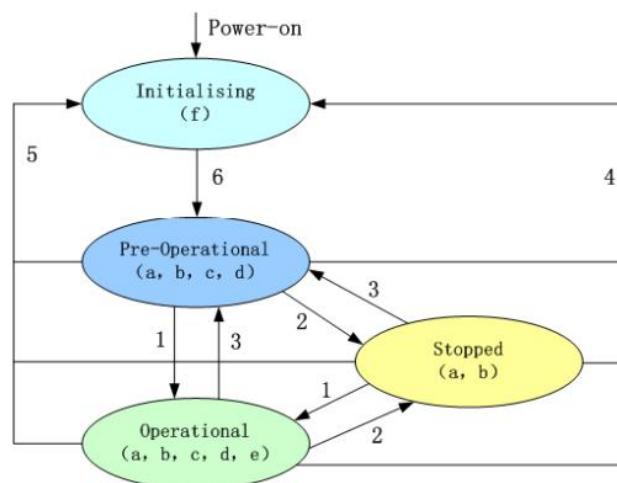 Power-on
Initialising
(f)
5
6
4
Pre-Operational
(a, b, c, d)
3
2
1
3
Stopped
(a, b)
1
Operational
(a, b, c, d, e)
2